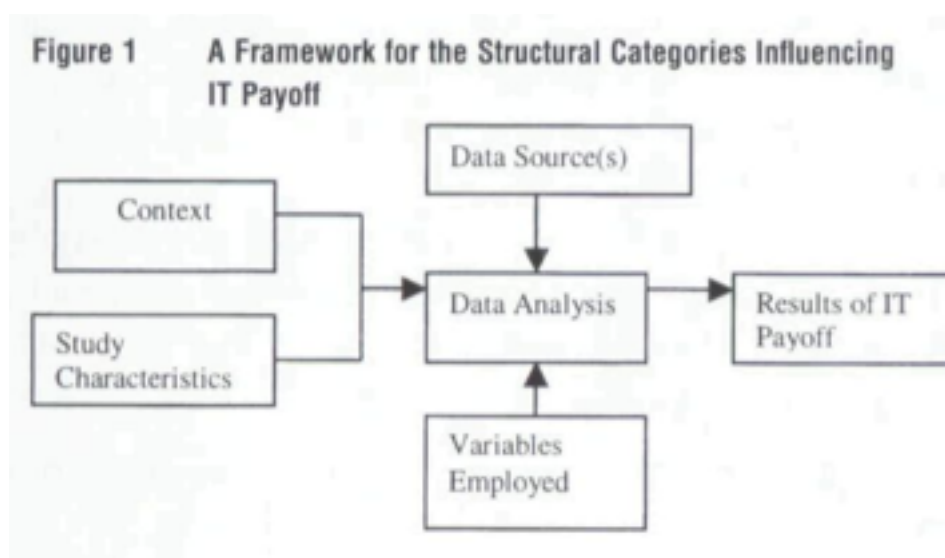 Figure 1 A Framework for the Structural Categories Influencing
IT Payoff
Data Source(s)
Context
Data Analysis
Results of IT
Payoff
Study
Characteristics
Variables
Employed